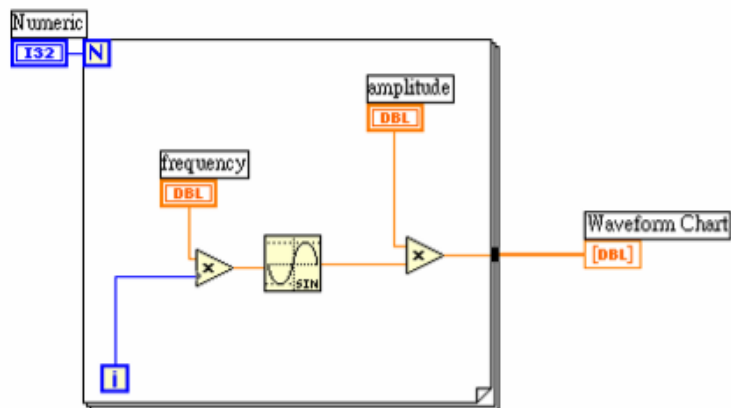 Numeric
I32
N
amplitude
DBL
frequency
DBL
Waveform Chart
×
SIN
×
[DBL]
i